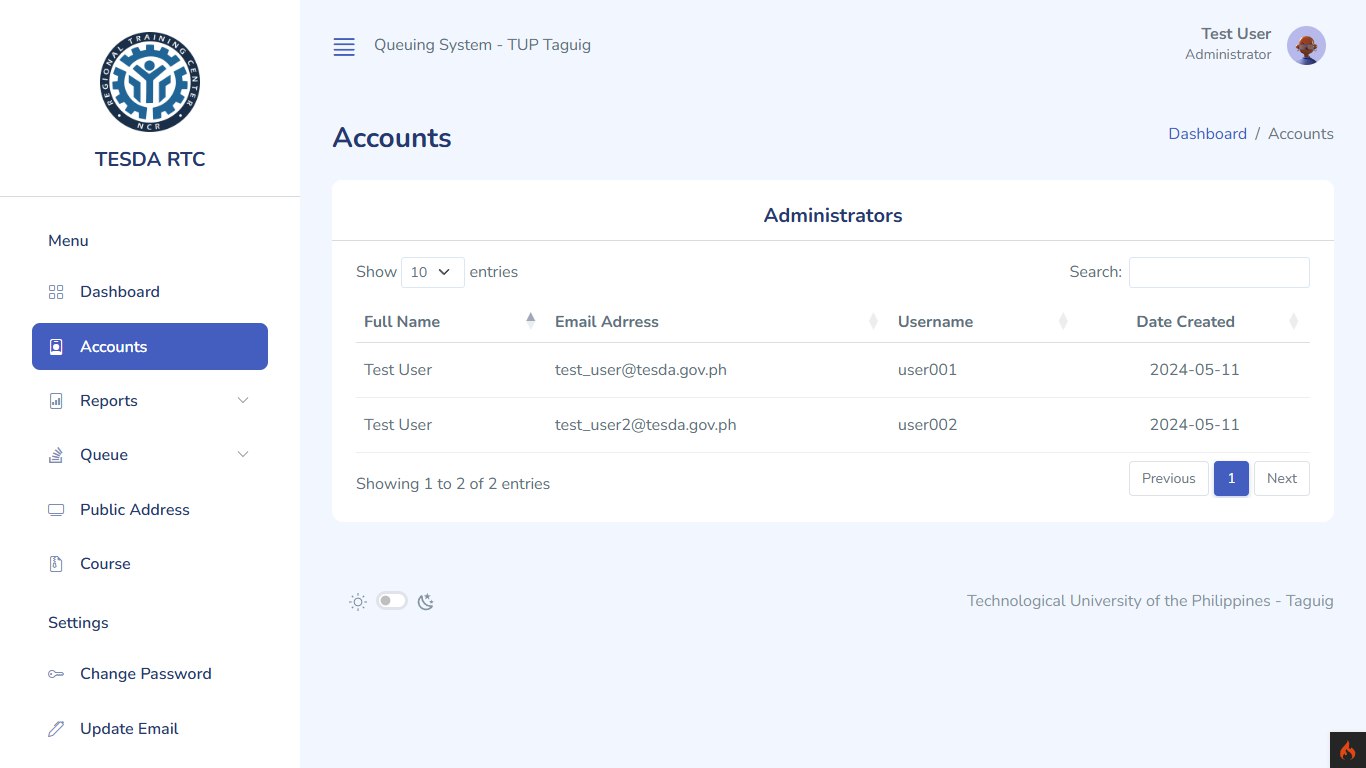 REGIONAL TRAINING CENTER
NCR
TESDA RTC
Menu
Dashboard
Accounts
Reports
Queue
Public Address
Course
Settings
Change Password
Update Email
Queuing System - TUP Taguig
Test User
Administrator
Accounts
Dashboard / Accounts
Administrators
Show 10 entries
Search:
Full Name Email Adrress Username Date Created
Test User test_user@tesda.gov.ph user001 2024-05-11
Test User test_user2@tesda.gov.ph user002 2024-05-11
Showing 1 to 2 of 2 entries
Previous 1 Next
Technological University of the Philippines - Taguig